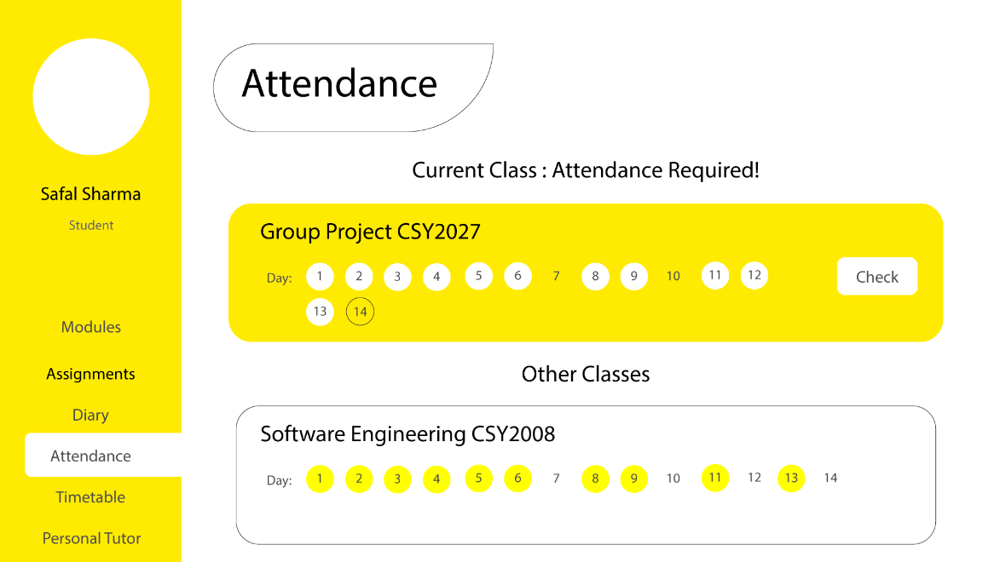 Safal Sharma
Student
Modules
Assignments
Diary
Attendance
Timetable
Personal Tutor
Attendance
Current Class : Attendance Required!
Group Project CSY2027
Day: 1 2 3 4 5 6 7 8 9 10 11 12
13 14
Check
Other Classes
Software Engineering CSY2008
Day: 1 2 3 4 5 6 7 8 9 10 11 12 13 14